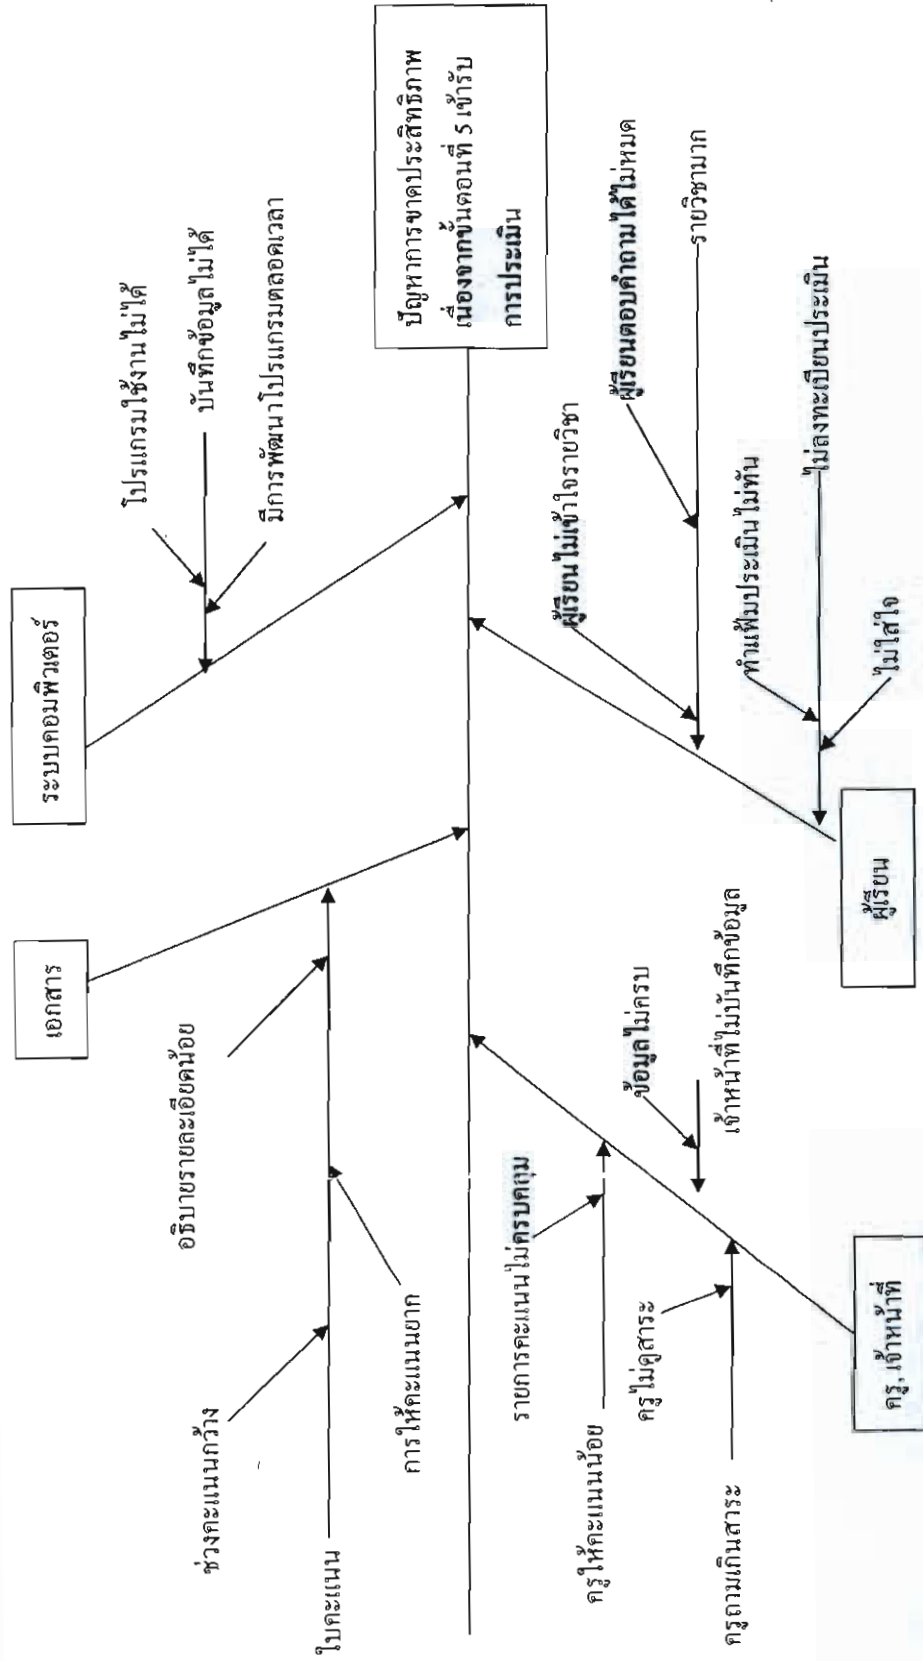 เอกสาร
ระบบคอมพิวเตอร์
โปรแกรมใช้งานไม่ได้
บันทึกข้อมูลไม่ได้
มีการพัฒนาโปรแกรมตลอดเวลา
อธิบายรายละเอียดน้อย
ช่วงคะแนนกว้าง
ใบคะแนน
การให้คะแนนยาก
ปัญหาการขาดประสิทธิภาพ
เนื่องจากขั้นตอนที่ 5 เข้ารับ
การประเมิน
รายการคะแนนไม่ครบคลุม
ครูให้คะแนนน้อย
ครูไม่ดูสาระ
ครูถามเกินสาระ
ข้อมูลไม่ครบ
เจ้าหน้าที่ไม่บันทึกข้อมูล
ผู้เรียนไม่เข้าใจรายวิชา
ผู้เรียนตอบคำถามได้ไม่หมด
รายวิชามาก
ทำแฟ้มประเมินไม่ทัน
ไม่ลงทะเบียนประเมิน
ไม่ใส่ใจ
ครู, เจ้าหน้าที่
ผู้เรียน